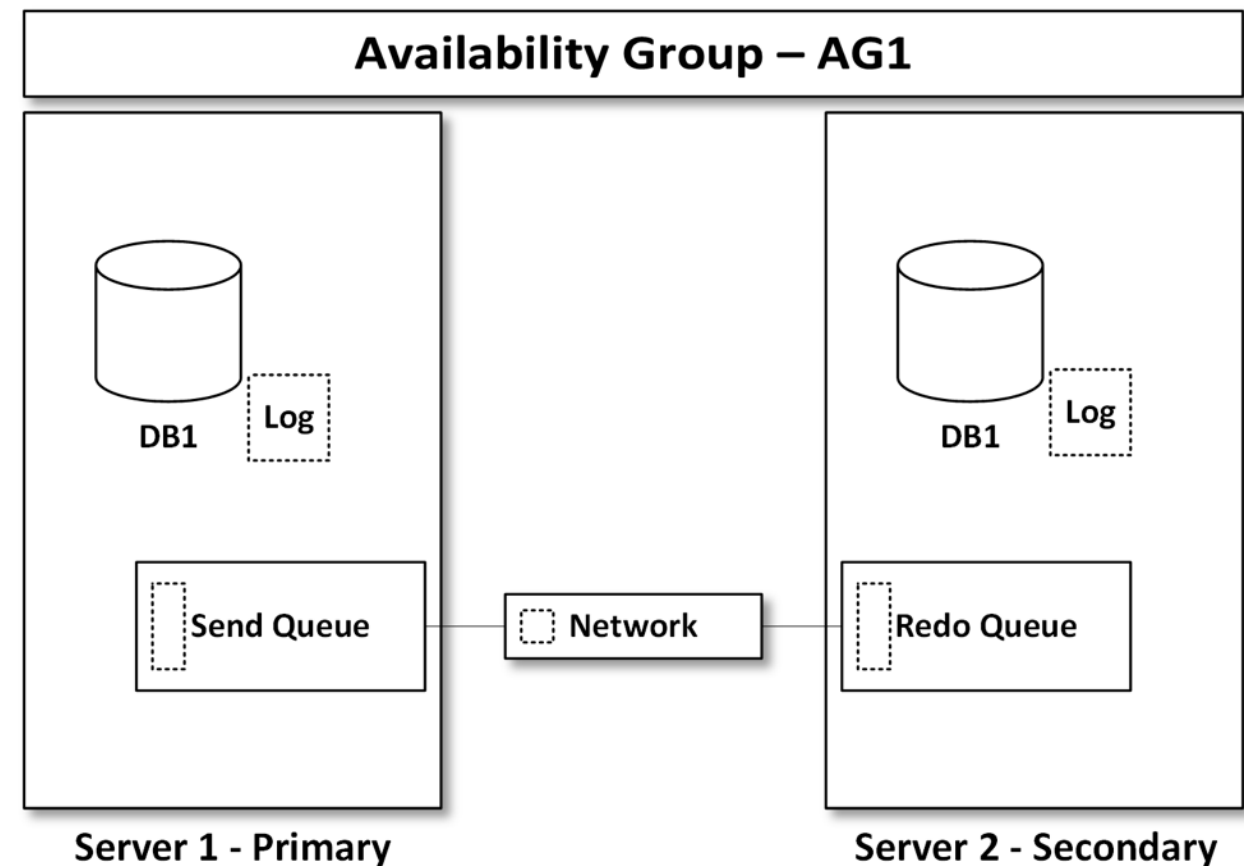 Availability Group – AG1
Log
DB1
Log
DB1
Send Queue
Network
Redo Queue
Server 1 - Primary
Server 2 - Secondary